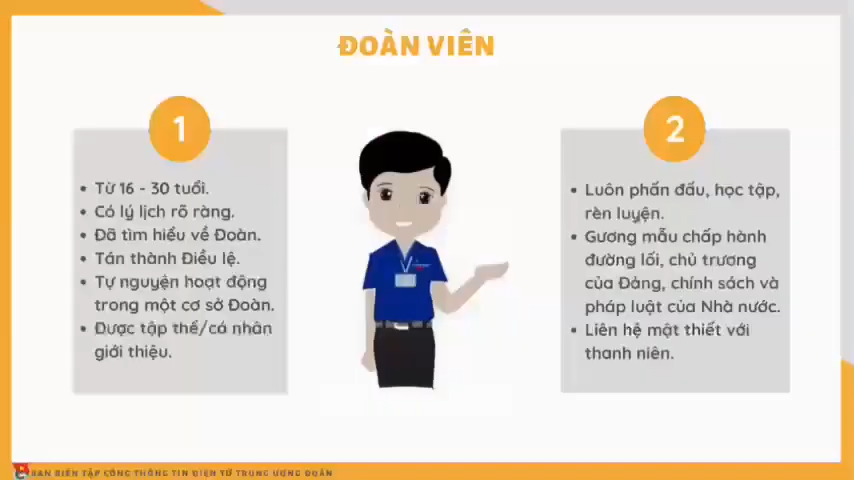 ĐOÀN VIÊN
1
• Từ 16 - 30 tuổi.
• Có lý lịch rõ ràng.
• Đã tìm hiểu về Đoàn.
• Tán thành Điều lệ.
• Tự nguyện hoạt động
trong một cơ sở Đoàn.
• Được tập thể/cá nhân
giới thiệu.
2
• Luôn phấn đấu, học tập,
rèn luyện.
• Gương mẫu chấp hành
đường lối, chủ trương
của Đảng, chính sách và
pháp luật của Nhà nước.
• Liên hệ mật thiết với
thanh niên.
BAN BIÊN TẬP CỔNG THÔNG TIN ĐIỆN TỬ TRUNG ƯƠNG ĐOÀN